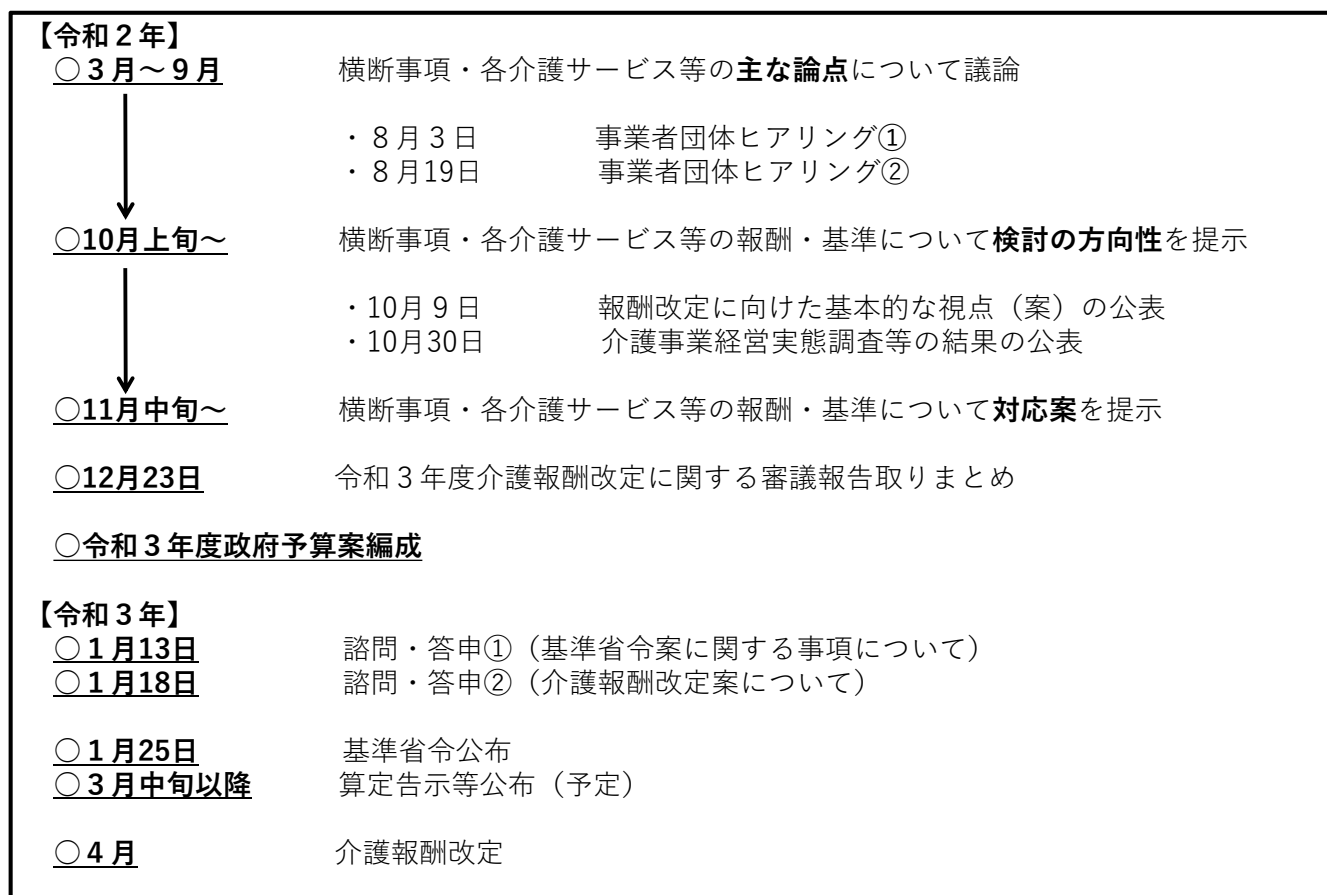 【令和２年】
○３月～９月 横断事項・各介護サービス等の主な論点について議論
・８月３日 事業者団体ヒアリング①
・８月19日 事業者団体ヒアリング②
○10月上旬～ 横断事項・各介護サービス等の報酬・基準について検討の方向性を提示
・10月９日 報酬改定に向けた基本的な視点（案）の公表
・10月30日 介護事業経営実態調査等の結果の公表
○11月中旬～ 横断事項・各介護サービス等の報酬・基準について対応案を提示
○12月23日 令和３年度介護報酬改定に関する審議報告取りまとめ
○令和３年度政府予算案編成
【令和３年】
○１月13日 諮問・答申①（基準省令案に関する事項について）
○１月18日 諮問・答申②（介護報酬改定案について）
○１月25日 基準省令公布
○３月中旬以降 算定告示等公布（予定）
○４月 介護報酬改定